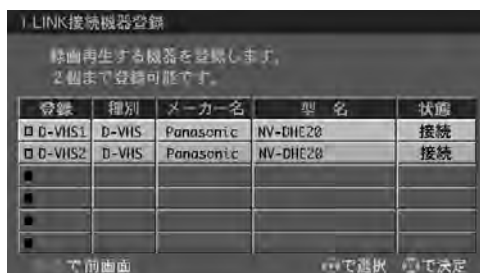 i.LINK接続機器登録
録画再生する機器を登録します。
2個まで登録可能です。
登録 種別 メーカー名 型 名 状態
D-VHS1 D-VHS Panasonic NV-DHE20 接続
D-VHS2 D-VHS Panasonic NV-DHE20 接続
で前画面 で選択 で決定